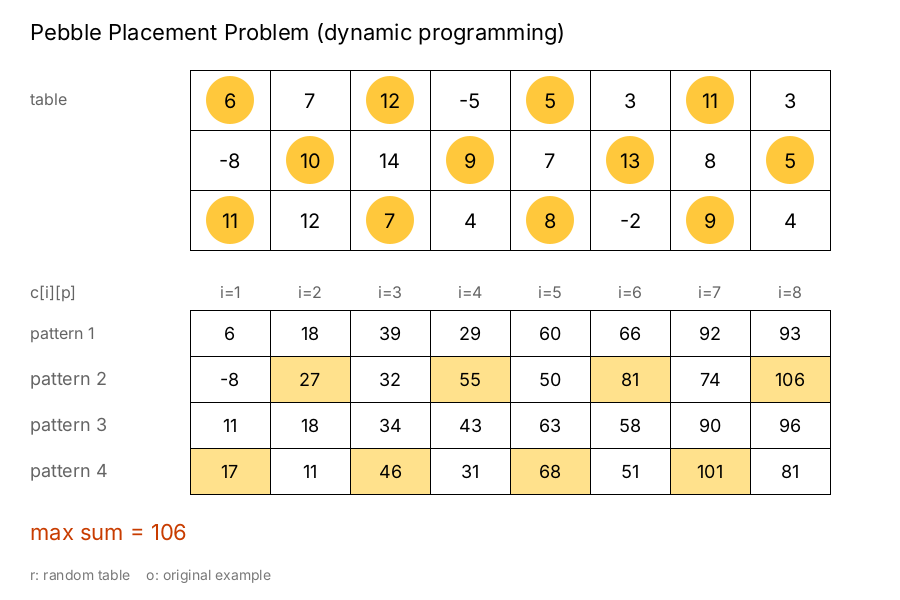 Pebble Placement Problem (dynamic programming)
table 6 7 12 -5 5 3 11 3
-8 10 14 9 7 13 8 5
11 12 7 4 8 -2 9 4
c[i][p] i=1 i=2 i=3 i=4 i=5 i=6 i=7 i=8
pattern 1 6 18 39 29 60 66 92 93
pattern 2 -8 27 32 55 50 81 74 106
pattern 3 11 18 34 43 63 58 90 96
pattern 4 17 11 46 31 68 51 101 81
max sum = 106
r: random table o: original example